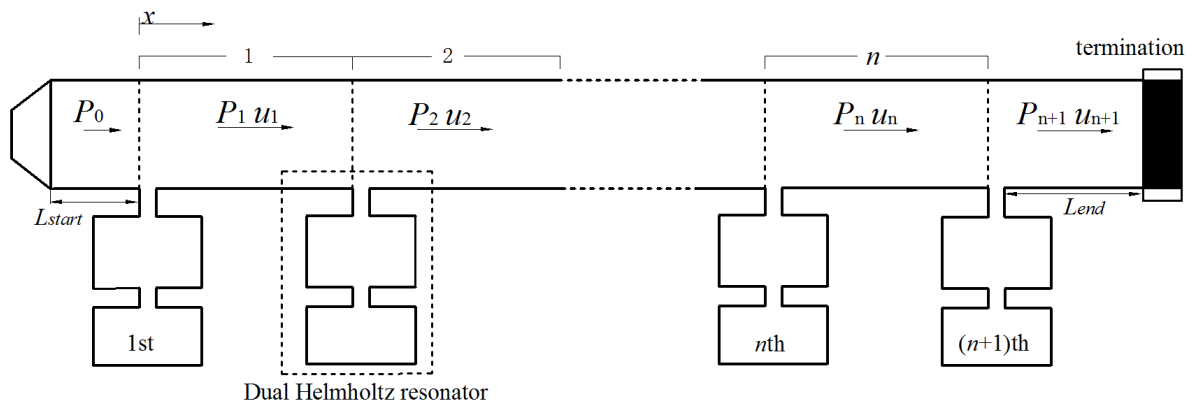 x
1 2 n
termination
P0 P1 u1 P2 u2 Pn un Pn+1 un+1
Lstart Lend
1st nth (n+1)th
Dual Helmholtz resonator